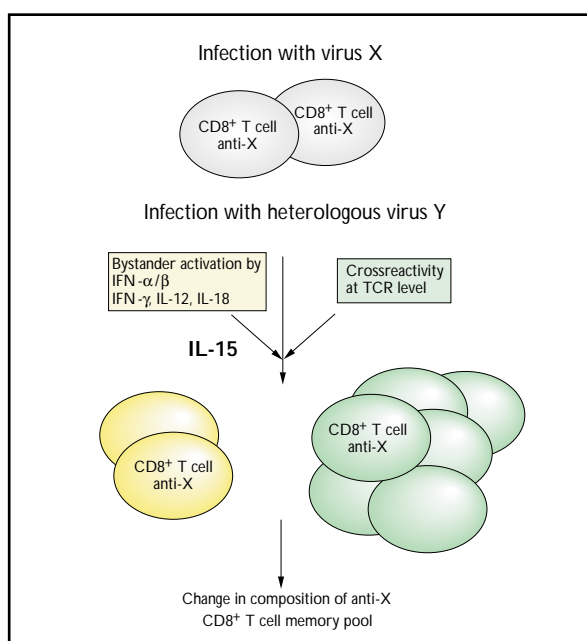 Infection with virus X
CD8+ T cell
anti-X
CD8+ T cell
anti-X
Infection with heterologous virus Y
Bystander activation by
IFN-α/β
IFN-γ, IL-12, IL-18
Crossreactivity
at TCR level
IL-15
CD8+ T cell
anti-X
CD8+ T cell
anti-X
Change in composition of anti-X
CD8+ T cell memory pool